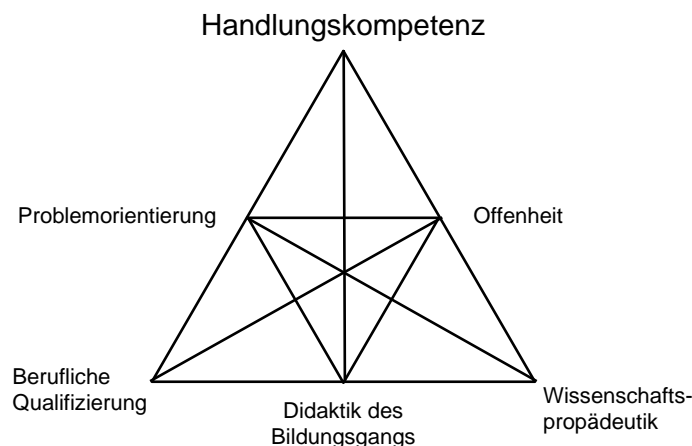 Handlungskompetenz
Problemorientierung
Offenheit
Berufliche
Qualifizierung
Didaktik des
Bildungsgangs
Wissenschafts-
propädeutik